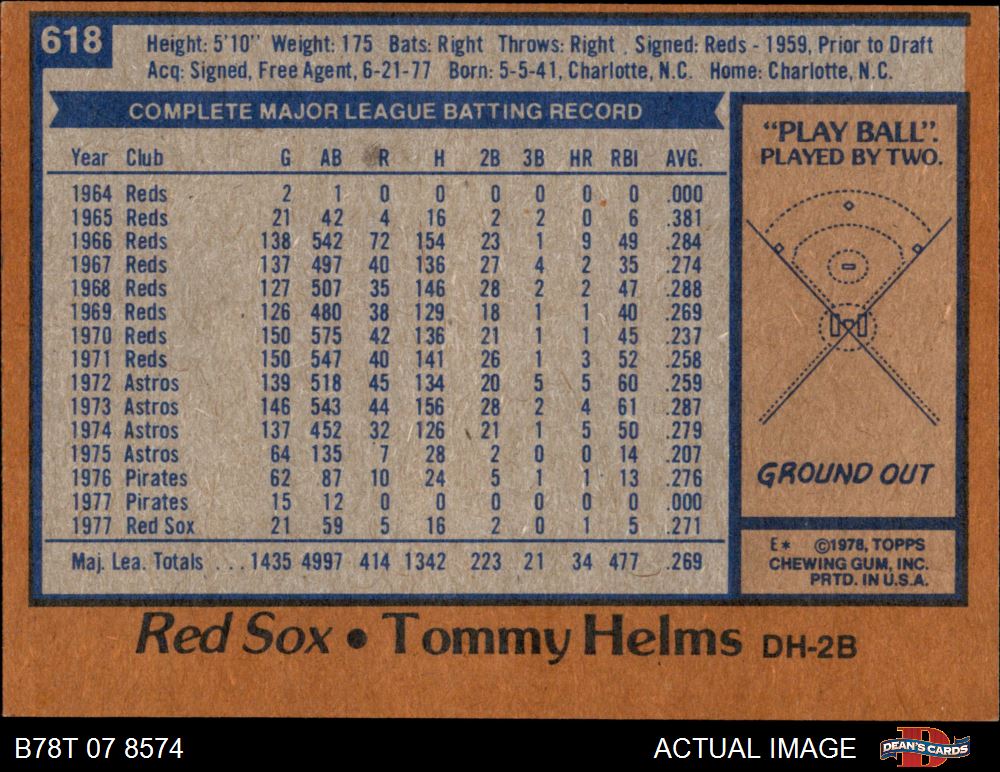 618
Height: 5'10" Weight: 175 Bats: Right Throws: Right Signed: Reds - 1959, Prior to Draft
Acq: Signed, Free Agent, 6-21-77 Born: 5-5-41, Charlotte, N.C. Home: Charlotte, N.C.
COMPLETE MAJOR LEAGUE BATTING RECORD
Year Club G AB R H 2B 3B HR RBI AVG.
1964 Reds 2 1 0 0 0 0 0 0 .000
1965 Reds 21 42 4 16 2 2 0 6 .381
1966 Reds 138 542 72 154 23 1 9 49 .284
1967 Reds 137 497 40 136 27 4 2 35 .274
1968 Reds 127 507 35 146 28 2 2 47 .288
1969 Reds 126 480 38 129 18 1 1 40 .269
1970 Reds 150 575 42 136 21 1 1 45 .237
1971 Reds 150 547 40 141 26 1 3 52 .258
1972 Astros 139 518 45 134 20 5 5 60 .259
1973 Astros 146 543 44 156 28 2 4 61 .287
1974 Astros 137 452 32 126 21 1 5 50 .279
1975 Astros 64 135 7 28 2 0 0 14 .207
1976 Pirates 62 87 10 24 5 1 1 13 .276
1977 Pirates 15 12 0 0 0 0 0 0 .000
1977 Red Sox 21 59 5 16 2 0 1 5 .271
Maj. Lea. Totals ... 1435 4997 414 1342 223 21 34 477 .269
"PLAY BALL".
PLAYED BY TWO.
GROUND OUT
E* ©1978, TOPPS
CHEWING GUM, INC.
PRTD. IN U.S.A.
Red Sox • Tommy Helms DH-2B
B78T 07 8574
ACTUAL IMAGE
D
DEAN'S CARDS